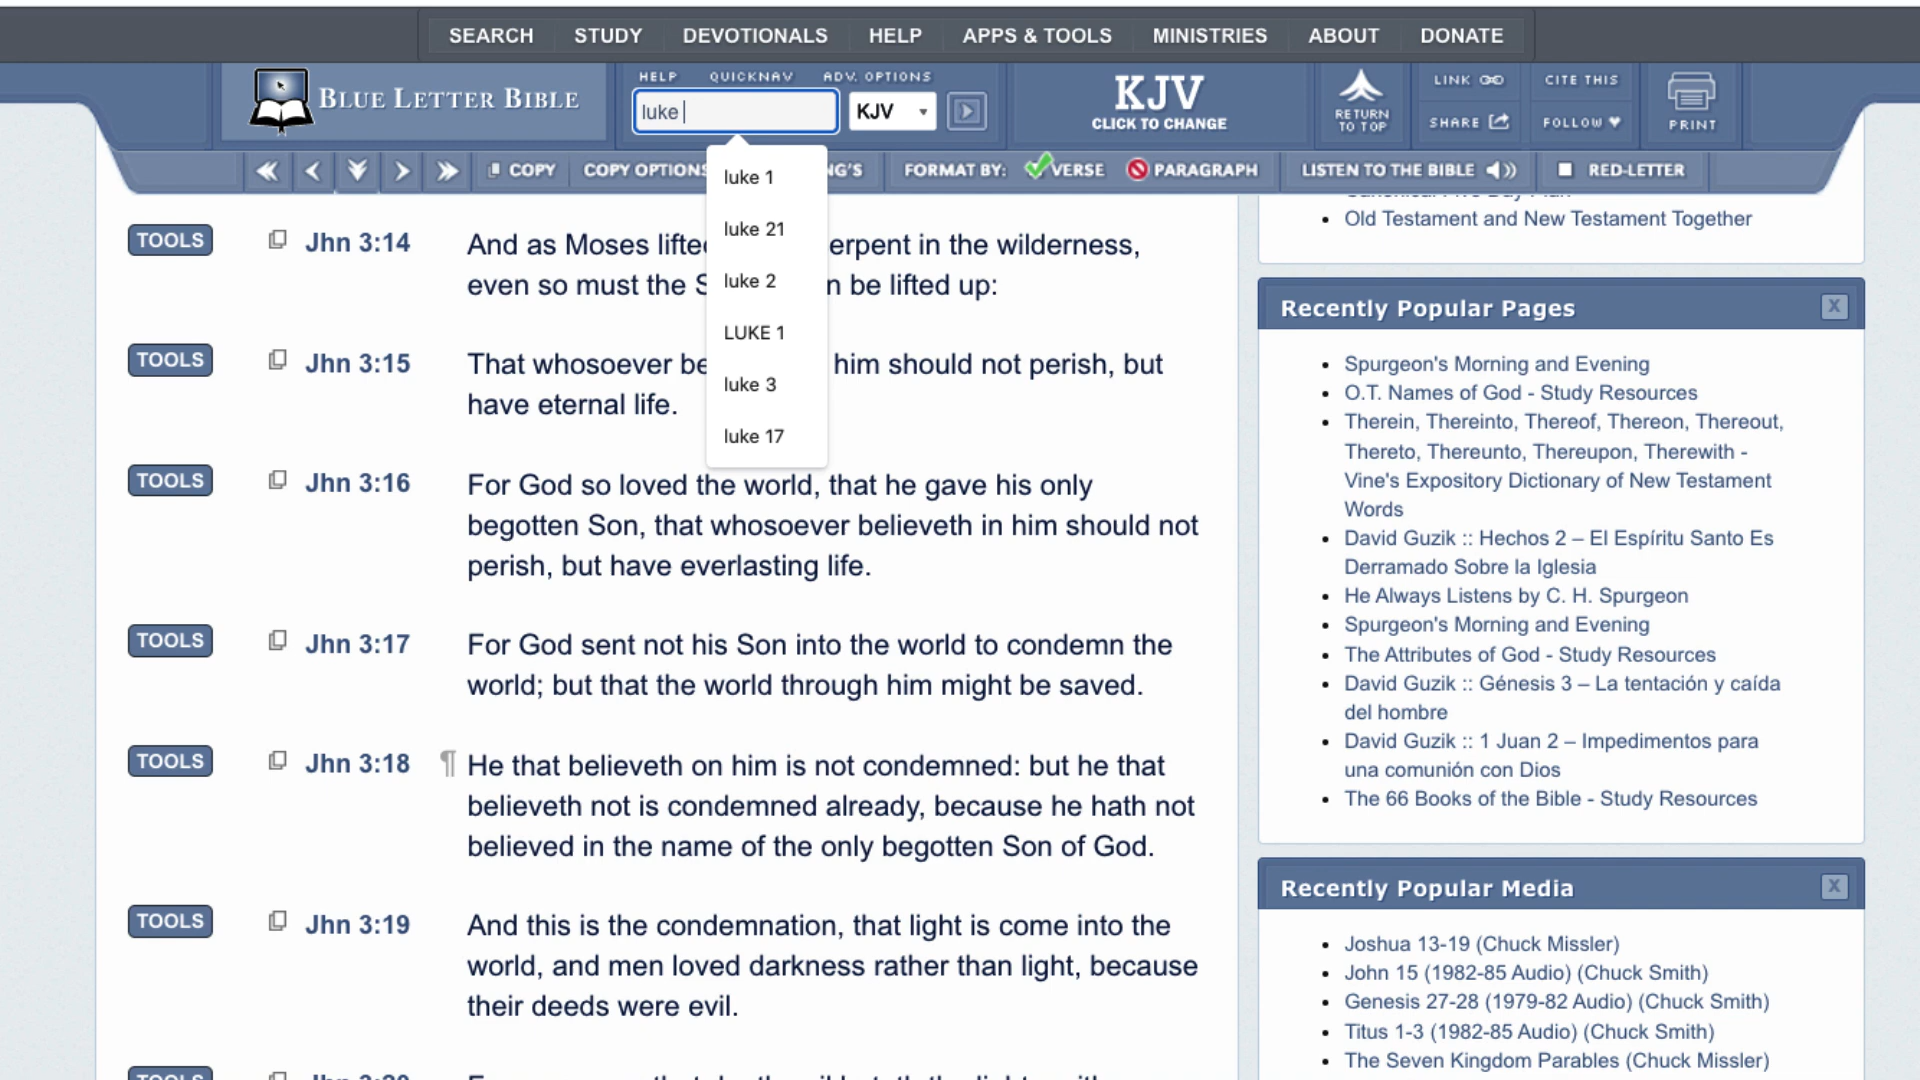 SEARCH STUDY DEVOTIONALS HELP APPS & TOOLS MINISTRIES ABOUT DONATE
BLUE LETTER BIBLE
HELP QUICKNAV ADV. OPTIONS
luke
KJV
KJV
CLICK TO CHANGE
RETURN
TO TOP
LINK
SHARE
CITE THIS
FOLLOW
PRINT
COPY COPY OPTIONS NG'S FORMAT BY: VERSE PARAGRAPH LISTEN TO THE BIBLE RED-LETTER
luke 1
luke 21
luke 2
LUKE 1
luke 3
luke 17
TOOLS Jhn 3:14 And as Moses lifte erpent in the wilderness,
even so must the S n be lifted up:
TOOLS Jhn 3:15 That whosoever be him should not perish, but
have eternal life.
TOOLS Jhn 3:16 For God so loved the world, that he gave his only
begotten Son, that whosoever believeth in him should not
perish, but have everlasting life.
TOOLS Jhn 3:17 For God sent not his Son into the world to condemn the
world; but that the world through him might be saved.
TOOLS Jhn 3:18 ¶ He that believeth on him is not condemned: but he that
believeth not is condemned already, because he hath not
believed in the name of the only begotten Son of God.
TOOLS Jhn 3:19 And this is the condemnation, that light is come into the
world, and men loved darkness rather than light, because
their deeds were evil.
TOOLS Jhn 3:20
Old Testament and New Testament Together
Recently Popular Pages X
Spurgeon's Morning and Evening
O.T. Names of God - Study Resources
Therein, Thereinto, Thereof, Thereon, Thereout,
Thereto, Thereunto, Thereupon, Therewith -
Vine's Expository Dictionary of New Testament
Words
David Guzik :: Hechos 2 – El Espíritu Santo Es
Derramado Sobre la Iglesia
He Always Listens by C. H. Spurgeon
Spurgeon's Morning and Evening
The Attributes of God - Study Resources
David Guzik :: Génesis 3 – La tentación y caída
del hombre
David Guzik :: 1 Juan 2 – Impedimentos para
una comunión con Dios
The 66 Books of the Bible - Study Resources
Recently Popular Media X
Joshua 13-19 (Chuck Missler)
John 15 (1982-85 Audio) (Chuck Smith)
Genesis 27-28 (1979-82 Audio) (Chuck Smith)
Titus 1-3 (1982-85 Audio) (Chuck Smith)
The Seven Kingdom Parables (Chuck Missler)